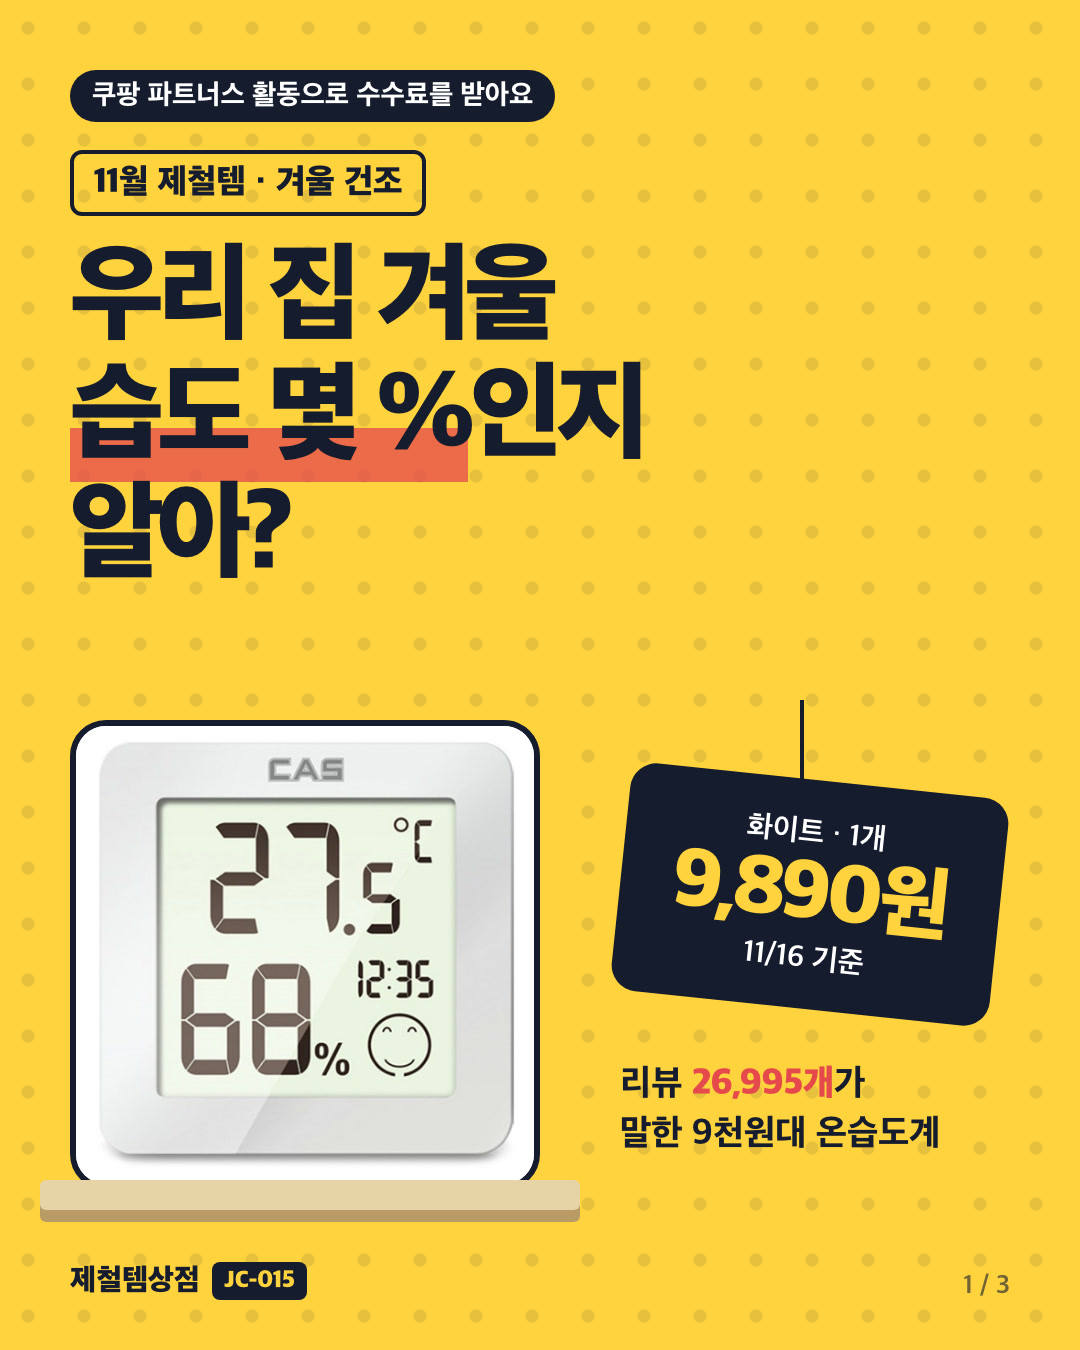 쿠팡 파트너스 활동으로 수수료를 받아요
11월 제철템 · 겨울 건조
우리 집 겨울
습도 몇 %인지
알아?
CAS
27.5 °C
12:35
68%
화이트 · 1개
9,890원
11/16 기준
리뷰 26,995개가
말한 9천원대 온습도계
제철템상점 JC-015
1 / 3